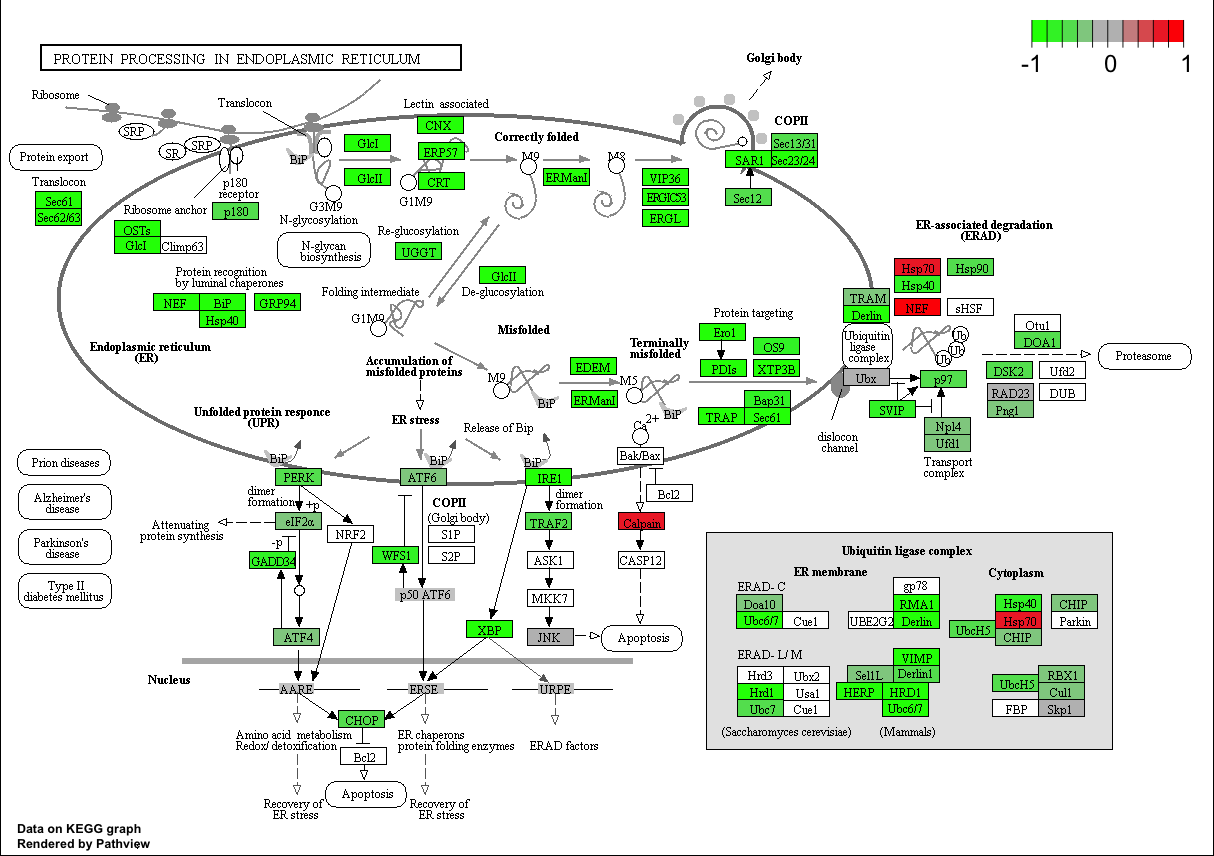 PROTEIN PROCESSING IN ENDOPLASMIC RETICULUM
-1 0 1
Golgi body
Ribosome
Translocon
Lectin associated
CNX
Correctly folded
COPII
SRP
SRP
SR
Protein export
BiP
GlcI
ERP57
M9
M8
Sec13/31
SAR1
Sec23/24
Translocon
p180
receptor
GlcII
CRT
ERManI
VIP36
Sec61
Sec62/63
Ribosome anchor
p180
G3M9
G1M9
ERGIC53
Sec12
N-glycosylation
ERGL
OSTs
GlcI
Climp63
N-glycan
biosynthesis
Re-glucosylation
UGGT
ER-associated degradation
(ERAD)
Protein recognition
by luminal chaperones
GlcII
De-glucosylation
Hsp70
Hsp90
Hsp40
NEF
BiP
GRP94
Hsp40
Folding intermediate
G1M9
TRAM
Derlin
NEF
sHSF
Misfolded
Protein targeting
Ero1
OS9
PDIs
XTP3B
Ubiquitin
ligase
complex
Ub
Ub
Ub
Otu1
DOA1
Proteasome
Endoplasmic reticulum
(ER)
Accumulation of
misfolded proteins
Terminally
misfolded
EDEM
M9
BiP
ERManI
M5
BiP
Ubx
p97
DSK2
Ufd2
RAD23
DUB
Png1
Bap31
TRAP
Sec61
SVIP
Npl4
Ufd1
Transport
complex
dislocon
channel
Unfolded protein responce
(UPR)
ER stress
Release of Bip
Ca2+
Bak/Bax
BiP
BiP
BiP
Prion diseases
PERK
ATF6
IRE1
Bcl2
Alzheimer's
disease
dimer
formation
+p
COPII
(Golgi body)
dimer
formation
Attenuating
protein synthesis
eIF2α
NRF2
S1P
TRAF2
Calpain
Parkinson's
disease
-p
GADD34
WFS1
S2P
ASK1
CASP12
Type II
diabetes mellitus
p50 ATF6
MKK7
ATF4
XBP
JNK
Apoptosis
Nucleus
AARE
ERSE
URPE
CHOP
Amino acid metabolism
Redox/ detoxification
Bcl2
ER chaperons
protein folding enzymes
ERAD factors
Apoptosis
Recovery of
ER stress
Recovery of
ER stress
Ubiquitin ligase complex
ER membrane
Cytoplasm
ERAD- C
gp78
Doa10
RMA1
Hsp40
CHIP
Ubc6/7
Cue1
UBE2G2
Derlin
Hsp70
Parkin
UbcH5
CHIP
ERAD- L/ M
VIMP
Hrd3
Ubx2
Sel1L
Derlin1
RBX1
Hrd1
Usa1
HERP
HRD1
UbcH5
Cul1
Ubc7
Cue1
Ubc6/7
FBP
Skp1
(Saccharomyces cerevisiae)
(Mammals)
Data on KEGG graph
Rendered by Pathview